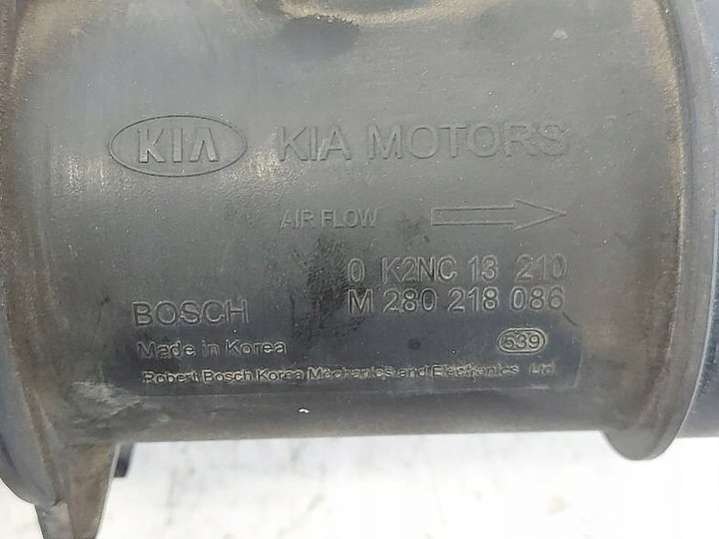 KIA KIA MOTORS
AIR FLOW
0 K2NC 13 210
BOSCH M 280 218 086
Made in Korea 539
Robert Bosch Korea Mechanics and Electronics Ltd